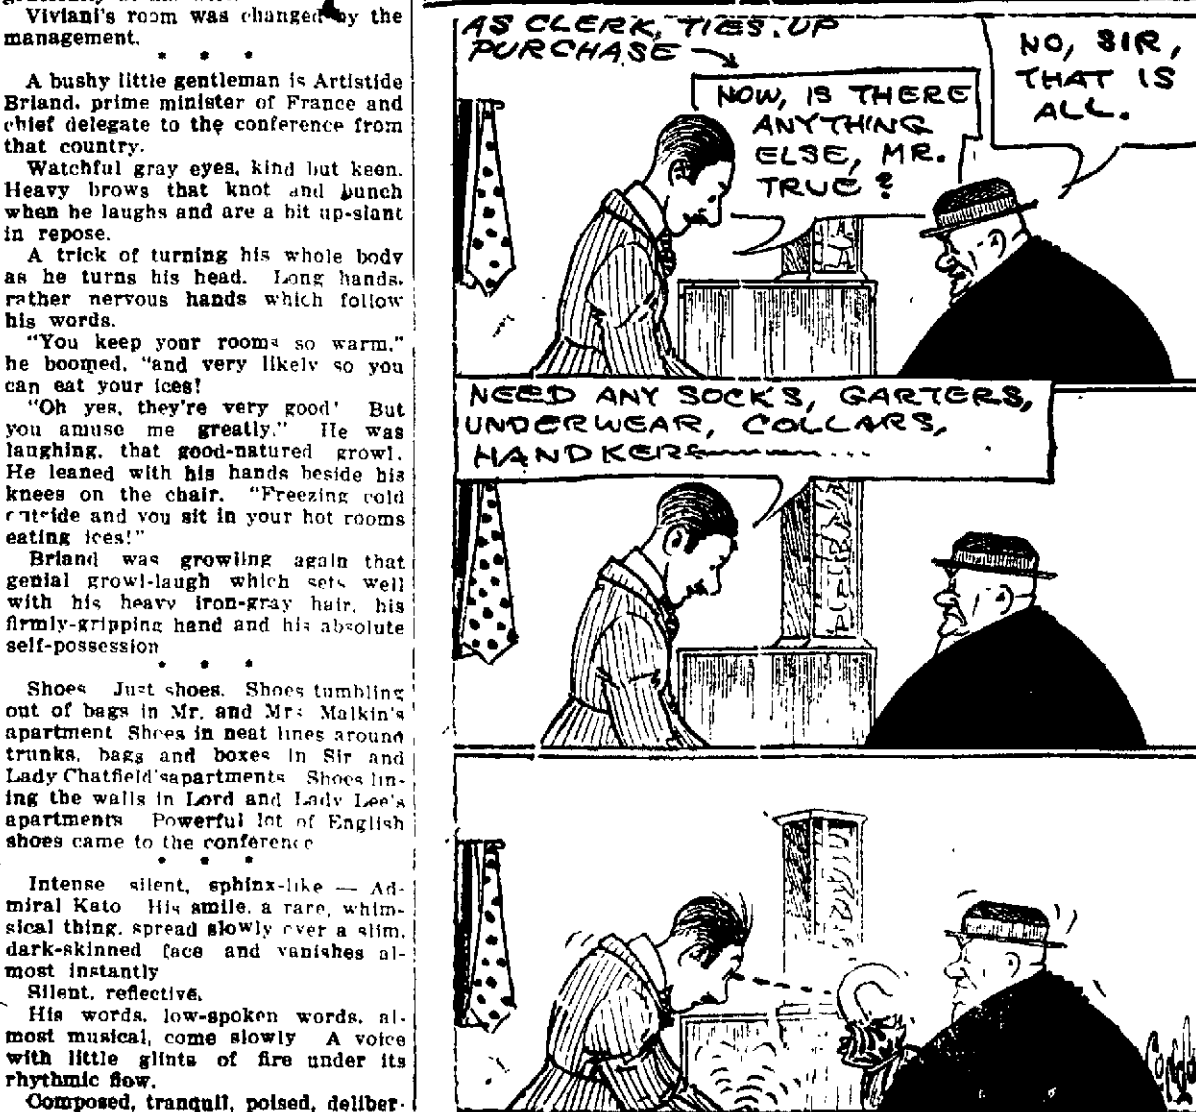 Viviani's room was changed by the
management.
* * *
A bushy little gentleman is Artistide
Briand, prime minister of France and
chief delegate to the conference from
that country.
Watchful gray eyes, kind but keen.
Heavy brows that knot and bunch
when he laughs and are a bit up-slant
in repose.
A trick of turning his whole body
as he turns his head. Long hands,
rather nervous hands which follow
his words.
"You keep your rooms so warm,"
he boomed, "and very likely so you
can eat your ices!
"Oh yes, they're very good! But
you amuse me greatly." He was
laughing, that good-natured growl.
He leaned with his hands beside his
knees on the chair. "Freezing cold
outside and you sit in your hot rooms
eating ices!"
Briand was growling again that
genial growl-laugh which sets well
with his heavy iron-gray hair, his
firmly-gripping hand and his absolute
self-possession
* * *
Shoes Just shoes. Shoes tumbling
out of bags in Mr. and Mrs Malkin's
apartment Shoes in neat lines around
trunks, bags and boxes in Sir and
Lady Chatfield'sapartments Shoes lin-
ing the walls in Lord and Lady Lee's
apartments Powerful lot of English
shoes came to the conference
* * *
Intense silent, sphinx-like — Ad-
miral Kato His smile, a rare, whim-
sical thing, spread slowly over a slim,
dark-skinned face and vanishes al-
most instantly
Silent, reflective.
His words, low-spoken words, al-
most musical, come slowly A voice
with little glints of fire under its
rhythmic flow.
Composed, tranquil, poised, deliber-
AS CLERK, TIES UP
PURCHASE
NOW, IS THERE
ANYTHING
ELSE, MR.
TRUE?
NO, SIR,
THAT IS
ALL.
NEED ANY SOCKS, GARTERS,
UNDERWEAR, COLLARS,
HANDKERE